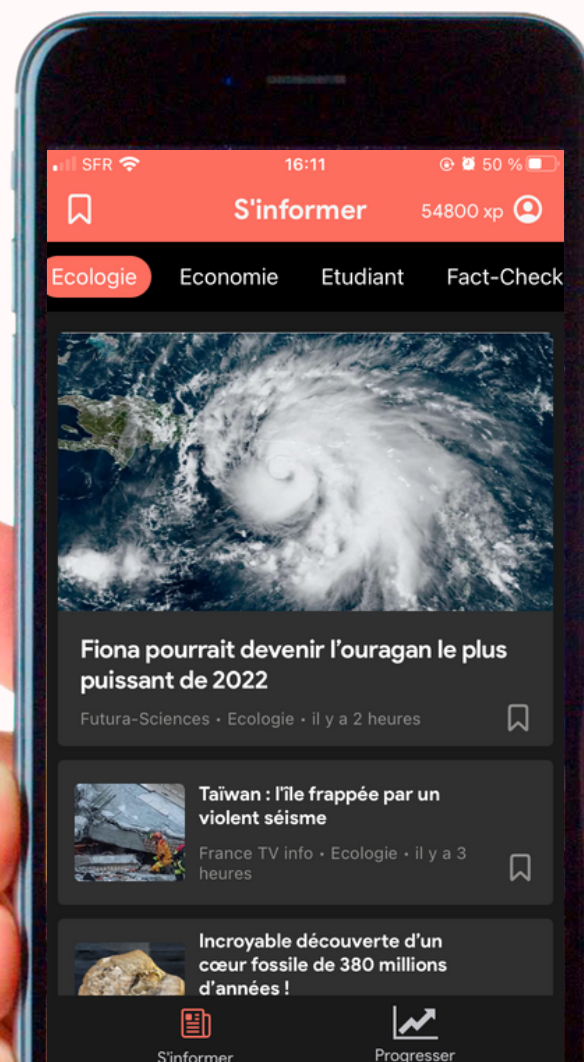 SFR 16:11 50 %
S'informer 54800 xp
Ecologie Economie Etudiant Fact-Check
Fiona pourrait devenir l'ouragan le plus
puissant de 2022
Futura-Sciences • Ecologie • il y a 2 heures
Taïwan : l'île frappée par un
violent séisme
France TV info • Ecologie • il y a 3
heures
Incroyable découverte d'un
cœur fossile de 380 millions
d'années !
S'informer Progresser